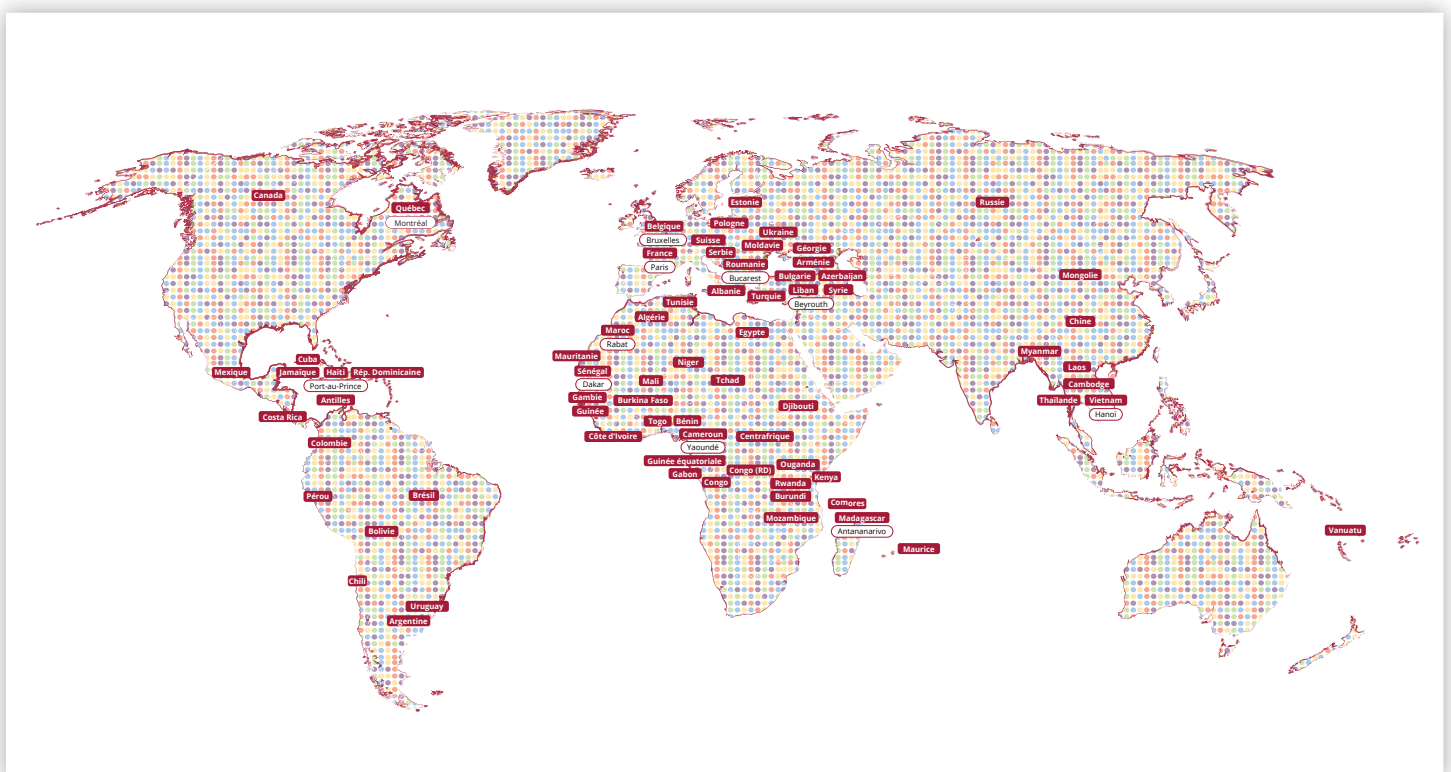 Canada
Québec
Montréal
Mexique
Cuba
Jamaïque
Haïti
Rép. Dominicaine
Port-au-Prince
Antilles
Costa Rica
Colombie
Pérou
Brésil
Bolivie
Chili
Uruguay
Argentine
Estonie
Belgique
Bruxelles
Pologne
Ukraine
Suisse
Moldavie
Géorgie
France
Serbie
Arménie
Paris
Roumanie
Bucarest
Bulgarie
Azerbaijan
Albanie
Turquie
Liban
Syrie
Beyrouth
Tunisie
Algérie
Maroc
Rabat
Egypte
Mauritanie
Niger
Sénégal
Dakar
Mali
Tchad
Gambie
Burkina Faso
Djibouti
Guinée
Togo
Bénin
Côte d'Ivoire
Cameroun
Yaoundé
Centrafrique
Guinée équatoriale
Gabon
Congo
Congo (RD)
Ouganda
Kenya
Rwanda
Burundi
Comores
Mozambique
Madagascar
Antananarivo
Maurice
Russie
Mongolie
Chine
Myanmar
Laos
Cambodge
Thaïlande
Vietnam
Hanoï
Vanuatu